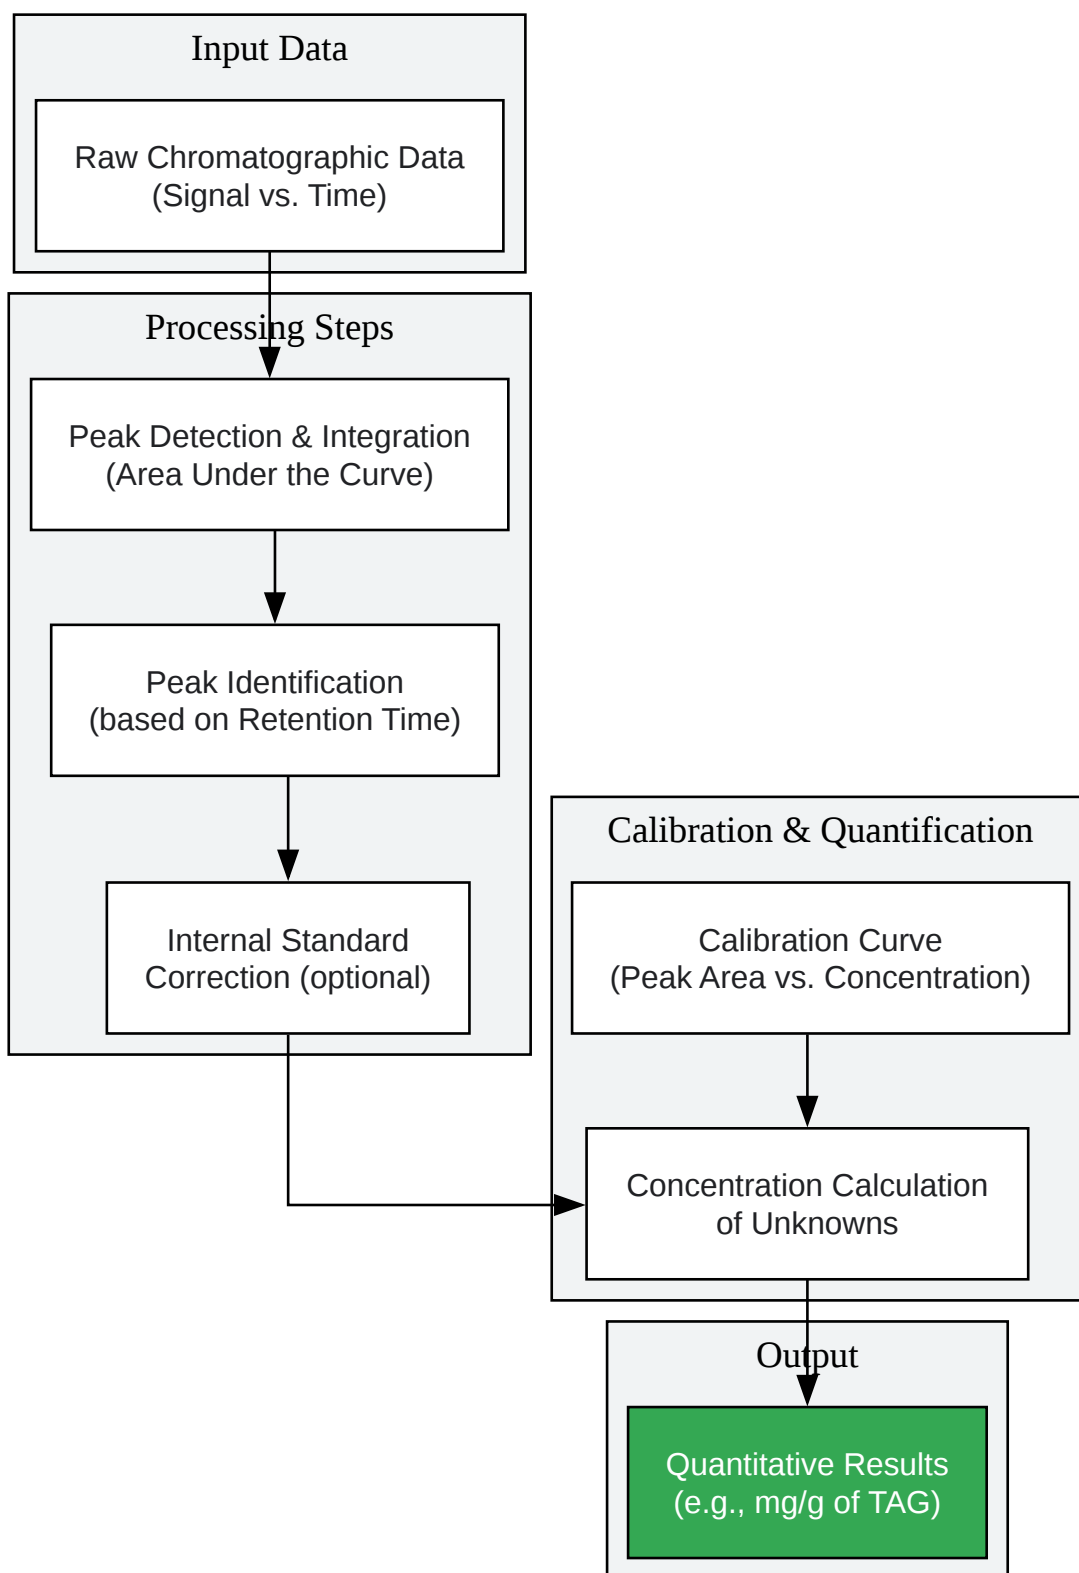 Input Data
Raw Chromatographic Data
(Signal vs. Time)
Processing Steps
Peak Detection & Integration
(Area Under the Curve)
Peak Identification
(based on Retention Time)
Internal Standard
Correction (optional)
Calibration & Quantification
Calibration Curve
(Peak Area vs. Concentration)
Concentration Calculation
of Unknowns
Output
Quantitative Results
(e.g., mg/g of TAG)